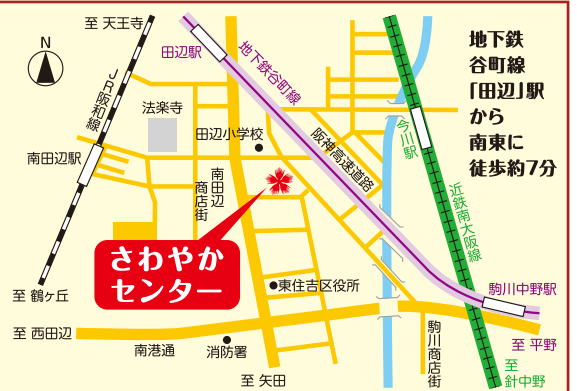 至 天王寺
N
田辺駅
地下鉄谷町線
JR阪和線
法楽寺
田辺小学校
阪神高速道路
今川駅
南田辺駅
南田辺
商店街
近鉄南大阪線
さわやか
センター
東住吉区役所
駒川中野駅
至 鶴ヶ丘
至 西田辺
南港通
消防署
駒川商店街
至 平野
至 矢田
至
針中野
地下鉄
谷町線
「田辺」駅
から
南東に
徒歩約7分